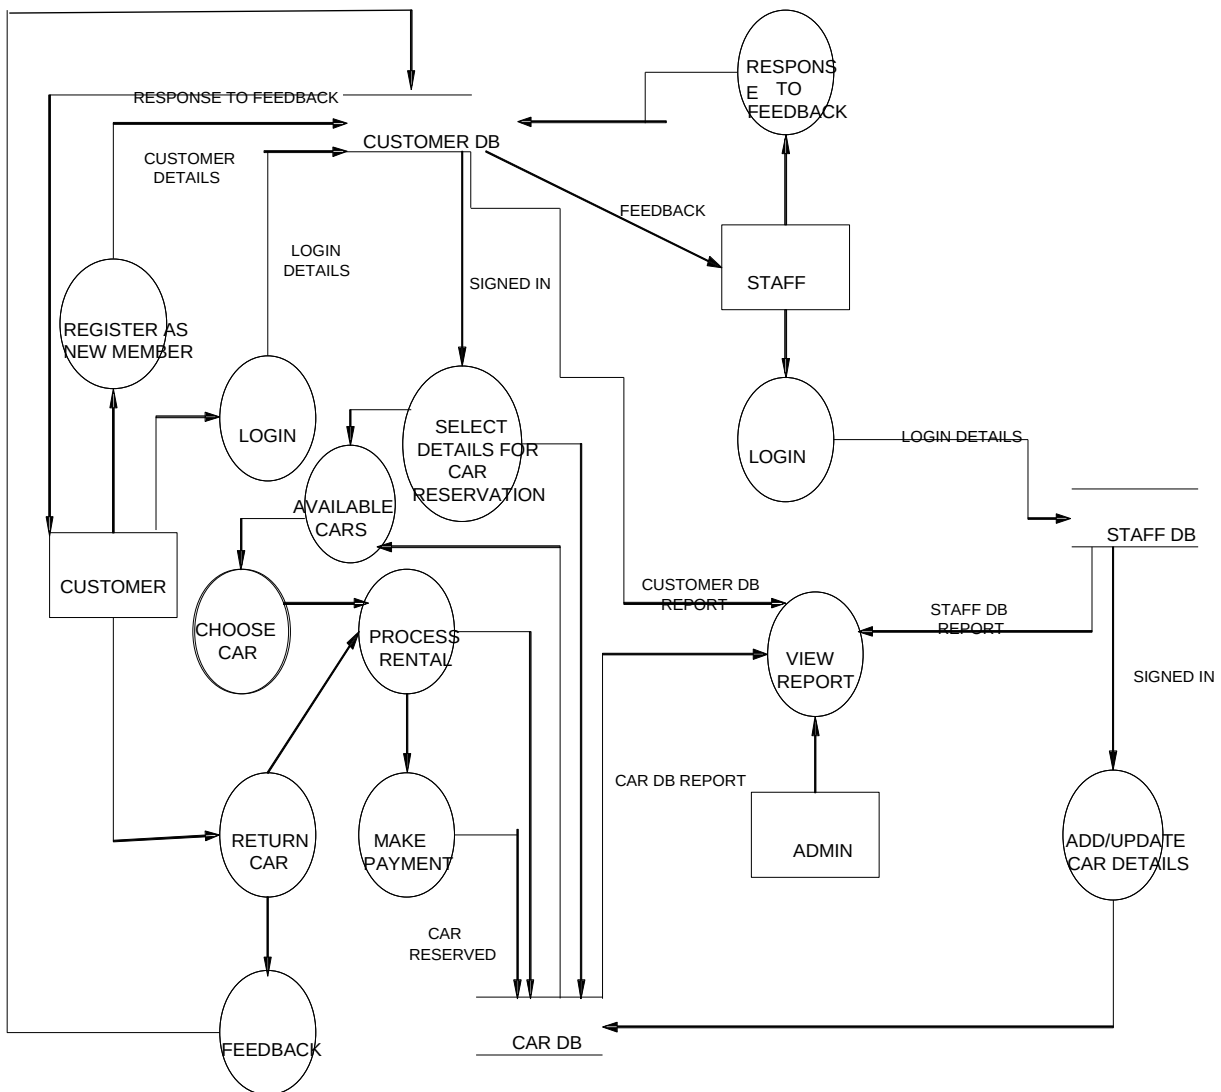 RESPONS
E TO
FEEDBACK
RESPONSE TO FEEDBACK
CUSTOMER DB
CUSTOMER
DETAILS
FEEDBACK
LOGIN
DETAILS
SIGNED IN
STAFF
REGISTER AS
NEW MEMBER
LOGIN
SELECT
DETAILS FOR
CAR
RESERVATION
LOGIN DETAILS
LOGIN
AVAILABLE
CARS
STAFF DB
CUSTOMER
CUSTOMER DB
REPORT
STAFF DB
REPORT
CHOOSE
CAR
PROCESS
RENTAL
VIEW
REPORT
SIGNED IN
CAR DB REPORT
RETURN
CAR
MAKE
PAYMENT
ADMIN
ADD/UPDATE
CAR DETAILS
CAR
RESERVED
CAR DB
FEEDBACK